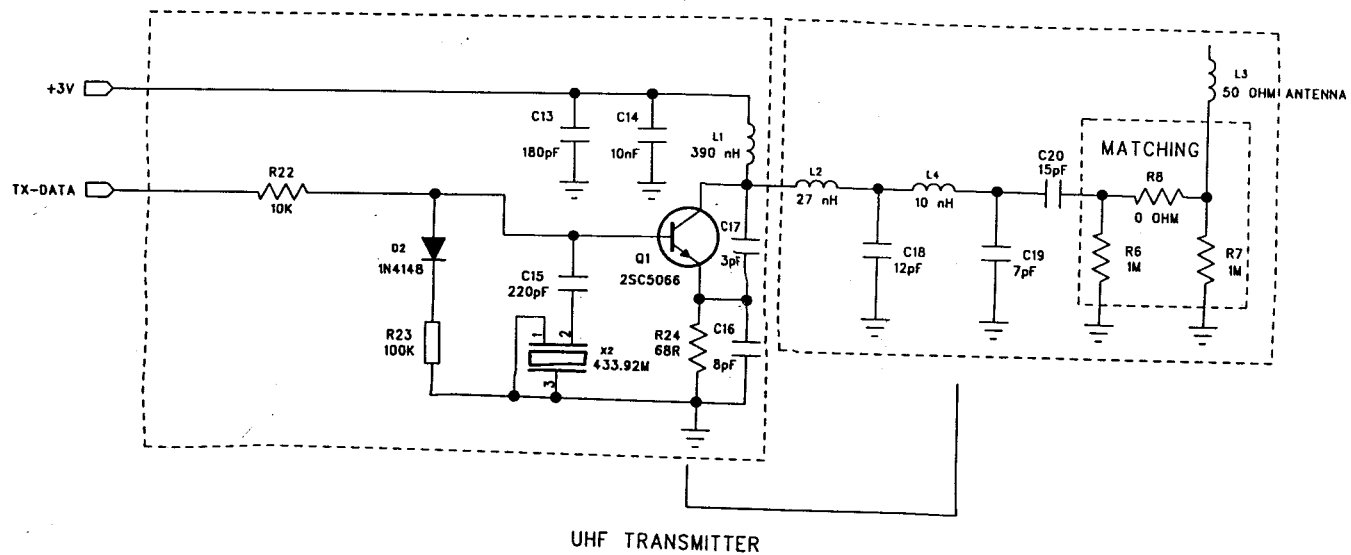 +3V
TX-DATA
R22
10K
D2
1N4148
R23
100K
C13
180pF
C14
10nF
L1
390 nH
C15
220pF
1
2
3
X2
433.92M
Q1
2SC5066
C17
3pF
R24
68R
C16
8pF
L2
27 nH
C18
12pF
L4
10 nH
C19
7pF
C20
15pF
MATCHING
R8
0 OHM
R6
1M
R7
1M
L3
50 OHM ANTENNA
UHF TRANSMITTER